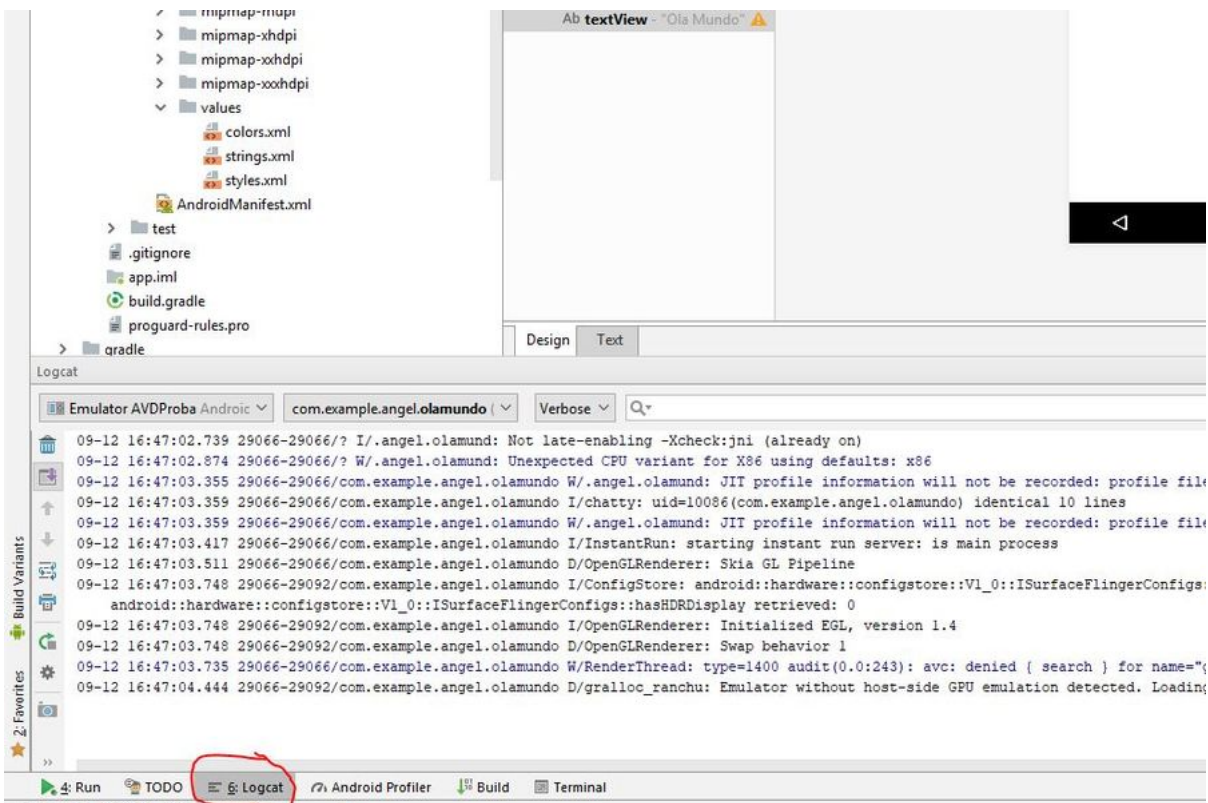 mipmap-mdpi
mipmap-xhdpi
mipmap-xxhdpi
mipmap-xxxhdpi
values
colors.xml
strings.xml
styles.xml
AndroidManifest.xml
test
.gitignore
app.iml
build.gradle
proguard-rules.pro
gradle
Ab textView - "Ola Mundo"
Design Text
Logcat
Emulator AVDProba Androic com.example.angel.olamundo ( Verbose
09-12 16:47:02.739 29066-29066/? I/.angel.olamund: Not late-enabling -Xcheck:jni (already on)
09-12 16:47:02.874 29066-29066/? W/.angel.olamund: Unexpected CPU variant for X86 using defaults: x86
09-12 16:47:03.355 29066-29066/com.example.angel.olamundo W/.angel.olamund: JIT profile information will not be recorded: profile file
09-12 16:47:03.359 29066-29066/com.example.angel.olamundo I/chatty: uid=10086(com.example.angel.olamundo) identical 10 lines
09-12 16:47:03.359 29066-29066/com.example.angel.olamundo W/.angel.olamund: JIT profile information will not be recorded: profile file
09-12 16:47:03.417 29066-29066/com.example.angel.olamundo I/InstantRun: starting instant run server: is main process
09-12 16:47:03.511 29066-29066/com.example.angel.olamundo D/OpenGLRenderer: Skia GL Pipeline
09-12 16:47:03.748 29066-29092/com.example.angel.olamundo I/ConfigStore: android::hardware::configstore::V1_0::ISurfaceFlingerConfigs:
android::hardware::configstore::V1_0::ISurfaceFlingerConfigs::hasHDRDisplay retrieved: 0
09-12 16:47:03.748 29066-29092/com.example.angel.olamundo I/OpenGLRenderer: Initialized EGL, version 1.4
09-12 16:47:03.748 29066-29092/com.example.angel.olamundo D/OpenGLRenderer: Swap behavior 1
09-12 16:47:03.735 29066-29066/com.example.angel.olamundo W/RenderThread: type=1400 audit(0.0:243): avc: denied { search } for name="g
09-12 16:47:04.444 29066-29092/com.example.angel.olamundo D/gralloc_ranchu: Emulator without host-side GPU emulation detected. Loading
Build Variants
2: Favorites
4: Run TODO 6: Logcat Android Profiler Build Terminal